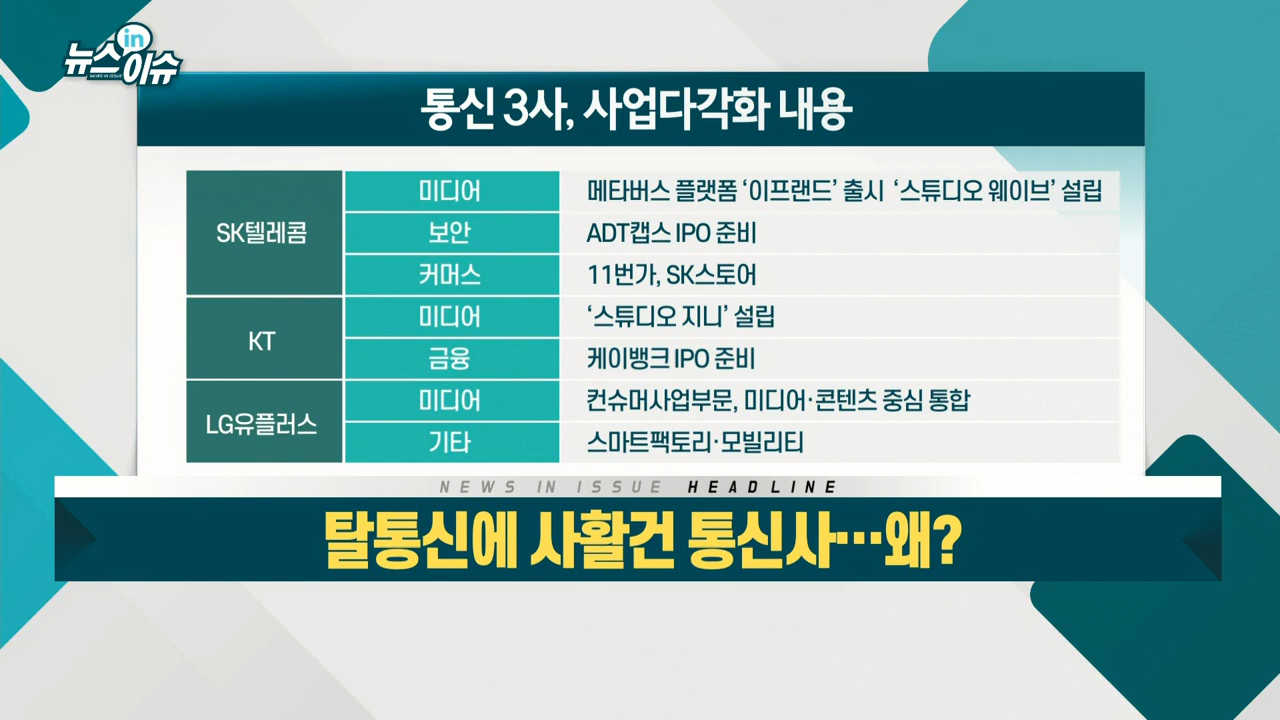 뉴스in이슈
NEWS IN ISSUE
통신 3사, 사업다각화 내용
SK텔레콤
미디어 메타버스 플랫폼 ‘이프랜드’ 출시 ‘스튜디오 웨이브’ 설립
보안 ADT캡스 IPO 준비
커머스 11번가, SK스토어
KT
미디어 ‘스튜디오 지니’ 설립
금융 케이뱅크 IPO 준비
LG유플러스
미디어 컨슈머사업부문, 미디어·콘텐츠 중심 통합
기타 스마트팩토리·모빌리티
NEWS IN ISSUE HEADLINE
탈통신에 사활건 통신사…왜?